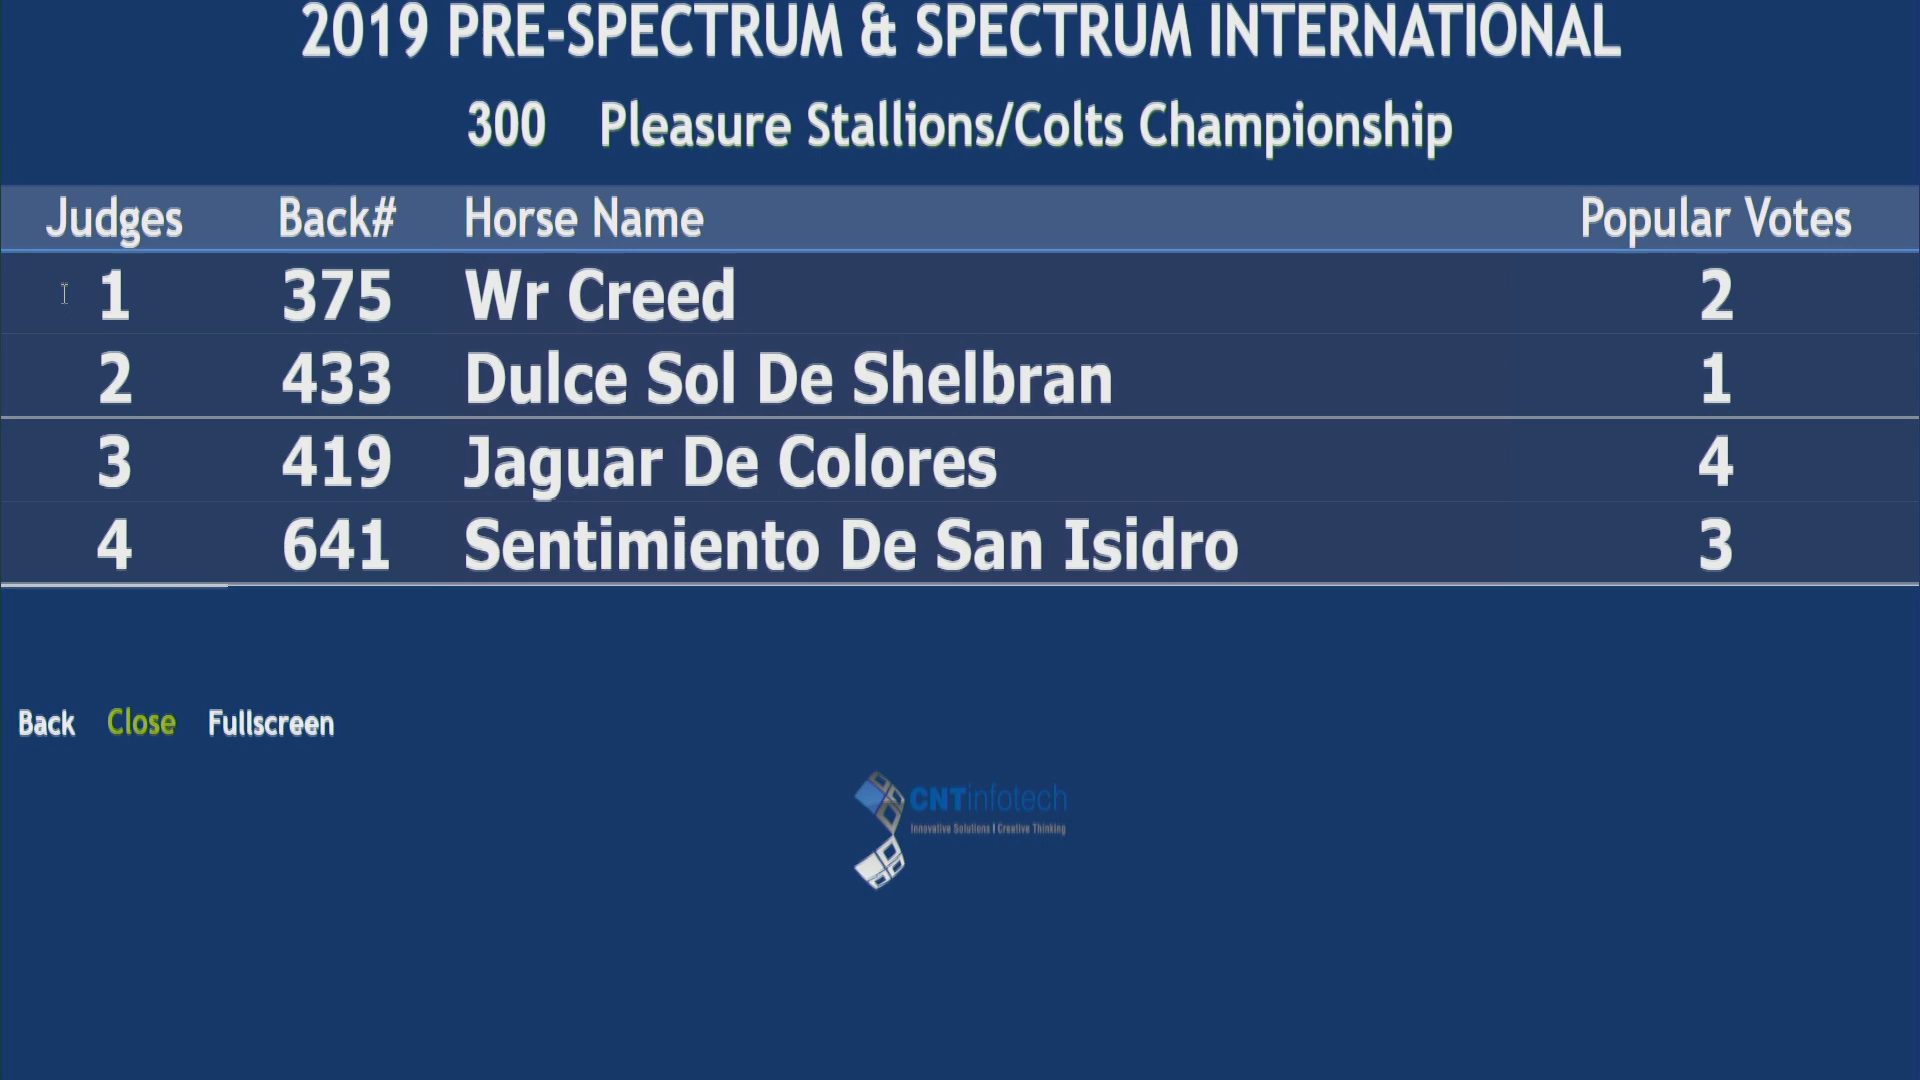 2019 PRE-SPECTRUM & SPECTRUM INTERNATIONAL
300 Pleasure Stallions/Colts Championship
Judges Back# Horse Name Popular Votes
1 375 Wr Creed 2
2 433 Dulce Sol De Shelbran 1
3 419 Jaguar De Colores 4
4 641 Sentimiento De San Isidro 3
Back Close Fullscreen
CNTinfotech
Innovative Solutions | Creative Thinking